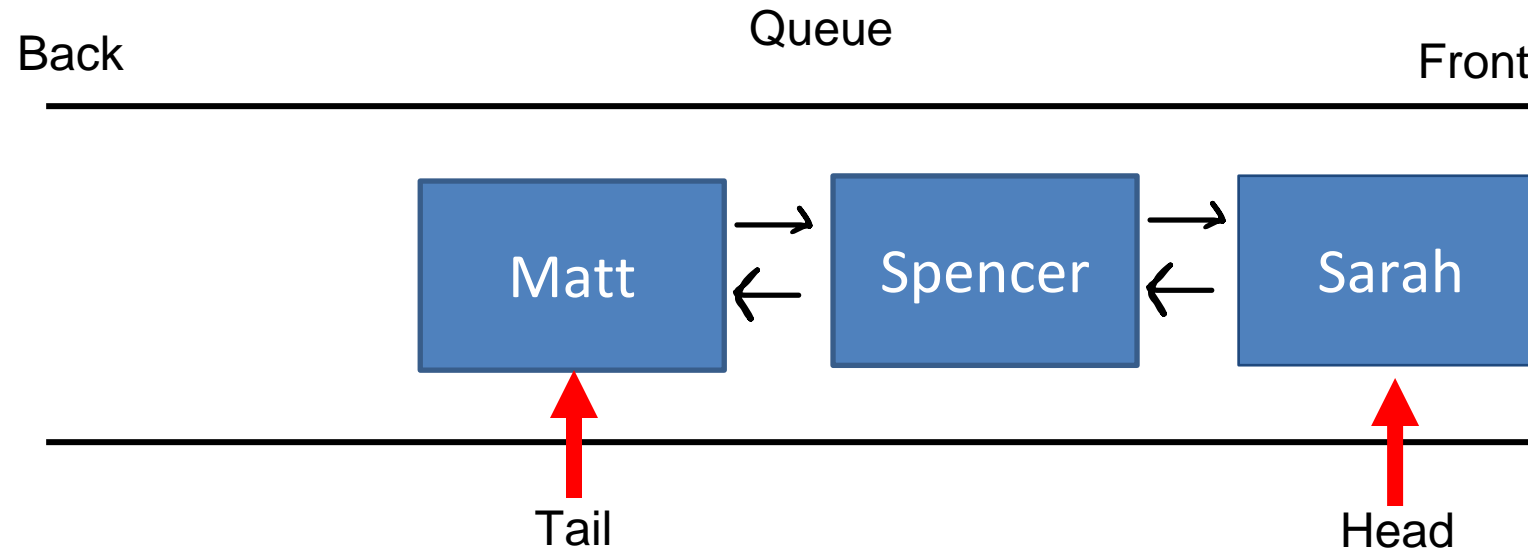 Queue
Back
Front
Matt
Spencer
Sarah
Tail
Head